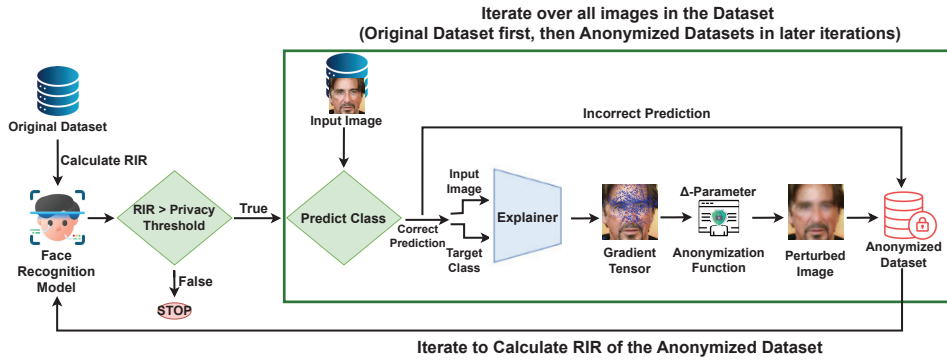 Iterate over all images in the Dataset
(Original Dataset first, then Anonymized Datasets in later iterations)
Original Dataset
Calculate RIR
Face
Recognition
Model
RIR > Privacy
Threshold
True
False
STOP
Input Image
Predict Class
Incorrect Prediction
Correct
Prediction
Input
Image
Target
Class
Explainer
Gradient
Tensor
Δ-Parameter
Anonymization
Function
Perturbed
Image
Anonymized
Dataset
Iterate to Calculate RIR of the Anonymized Dataset